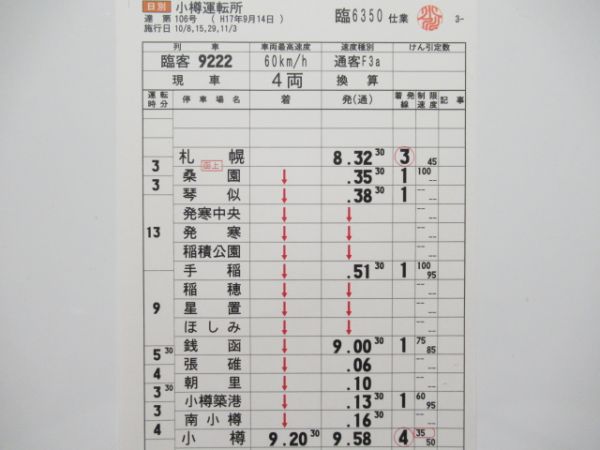 日別 小樽運転所
運 第 106号 ( H17年9月14日 )
施行日 10/8,15,29,11/3
臨6350 仕業 3-
列 車 車両最高速度 速度種別 けん引定数
臨客 9222 60km/h 通客F3a
現 車 4両 換 算
運転時分 停車場名 着 発(通) 着発線 制限速度 記事
札幌 8.32 30 3 45
3 函上
桑園 ↓ .35 30 1 100 --
3
琴似 ↓ .38 30 1 -- --
発寒中央 ↓ ↓ -- --
13 発寒 ↓ ↓ -- --
稲積公園 ↓ ↓ -- --
手稲 ↓ .51 30 1 100 95
稲穂 ↓ ↓ -- --
9 星置 ↓ ↓ -- --
ほしみ ↓ ↓ -- --
銭函 ↓ 9.00 30 1 75 85
5 30
張碓 ↓ .06 -- --
4
朝里 ↓ .10 -- --
3 30
小樽築港 ↓ .13 30 1 60 95
3
南小樽 ↓ .16 30 -- --
4
小樽 9.20 30 9.58 4 35 50